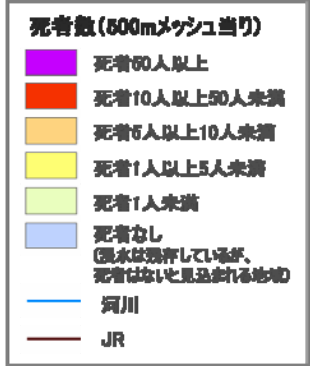 死者数(500mメッシュ当り)
死者50人以上
死者10人以上50人未満
死者5人以上10人未満
死者1人以上5人未満
死者1人未満
死者なし
(浸水は残存しているが、
死者はないと見込まれる地域)
河川
JR